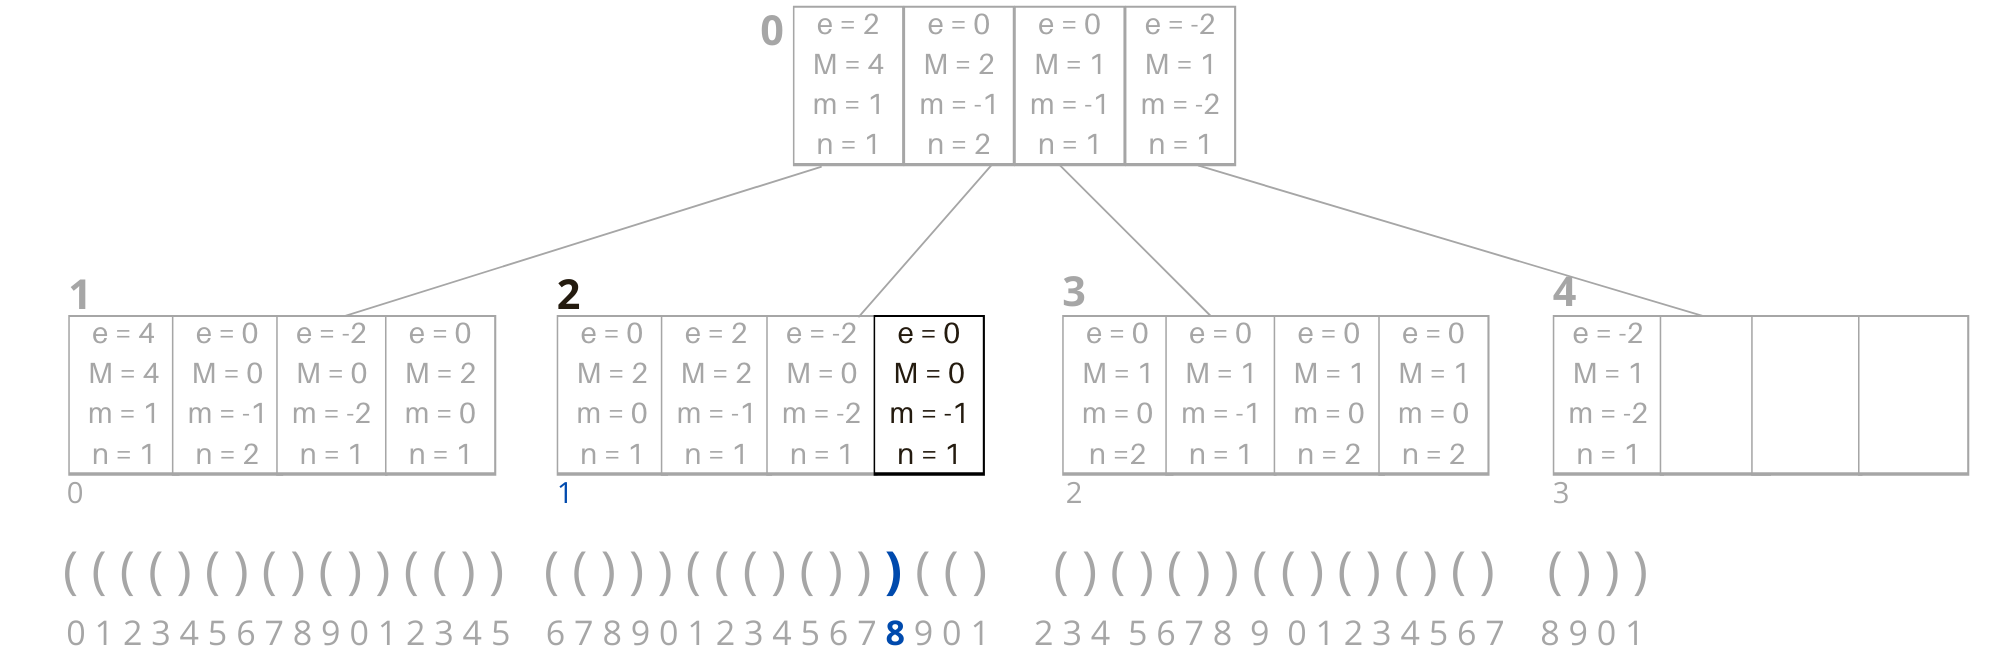 0
e = 2 e = 0 e = 0 e = -2
M = 4 M = 2 M = 1 M = 1
m = 1 m = -1 m = -1 m = -2
n = 1 n = 2 n = 1 n = 1
1 2 3 4
e = 4 e = 0 e = -2 e = 0 e = 0 e = 2 e = -2 e = 0 e = 0 e = 0 e = 0 e = 0 e = -2
M = 4 M = 0 M = 0 M = 2 M = 2 M = 2 M = 0 M = 0 M = 1 M = 1 M = 1 M = 1 M = 1
m = 1 m = -1 m = -2 m = 0 m = 0 m = -1 m = -2 m = -1 m = 0 m = -1 m = 0 m = 0 m = -2
n = 1 n = 2 n = 1 n = 1 n = 1 n = 1 n = 1 n = 1 n =2 n = 1 n = 2 n = 2 n = 1
0 1 2 3
( ( ( ( ) ( ) ( ) ( ) ) ( ( ) ) ( ( ) ) ) ( ( ( ) ( ) ) ) ( ( ) ( ) ( ) ( ) ) ( ( ) ( ) ( ) ( ) ( ) ) )
0 1 2 3 4 5 6 7 8 9 0 1 2 3 4 5 6 7 8 9 0 1 2 3 4 5 6 7 8 9 0 1 2 3 4 5 6 7 8 9 0 1 2 3 4 5 6 7 8 9 0 1